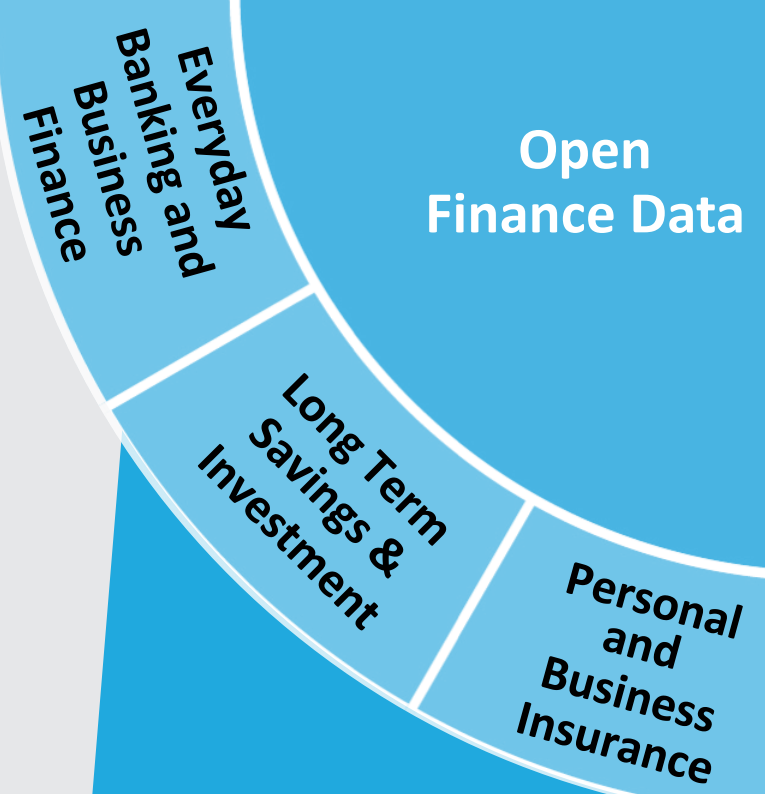 Open
Finance Data
Everyday
Banking and
Business
Finance
Long Term
Savings &
Investment
Personal
and
Business
Insurance